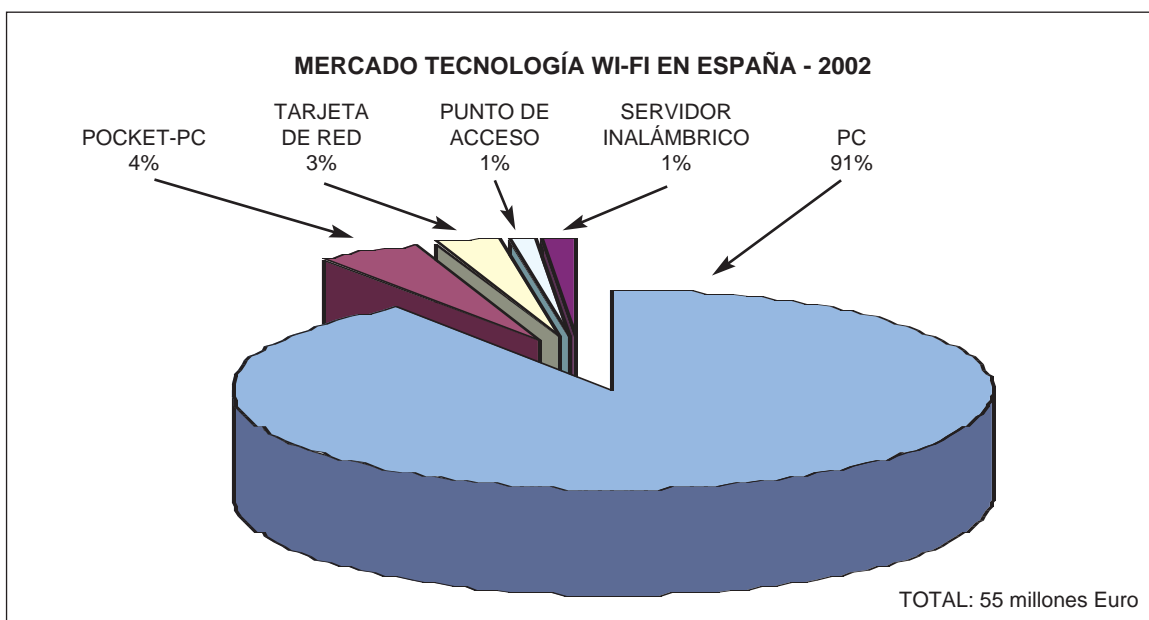 MERCADO TECNOLOGÍA WI-FI EN ESPAÑA - 2002
POCKET-PC
4%
TARJETA
DE RED
3%
PUNTO DE
ACCESO
1%
SERVIDOR
INALÁMBRICO
1%
PC
91%
TOTAL: 55 millones Euro